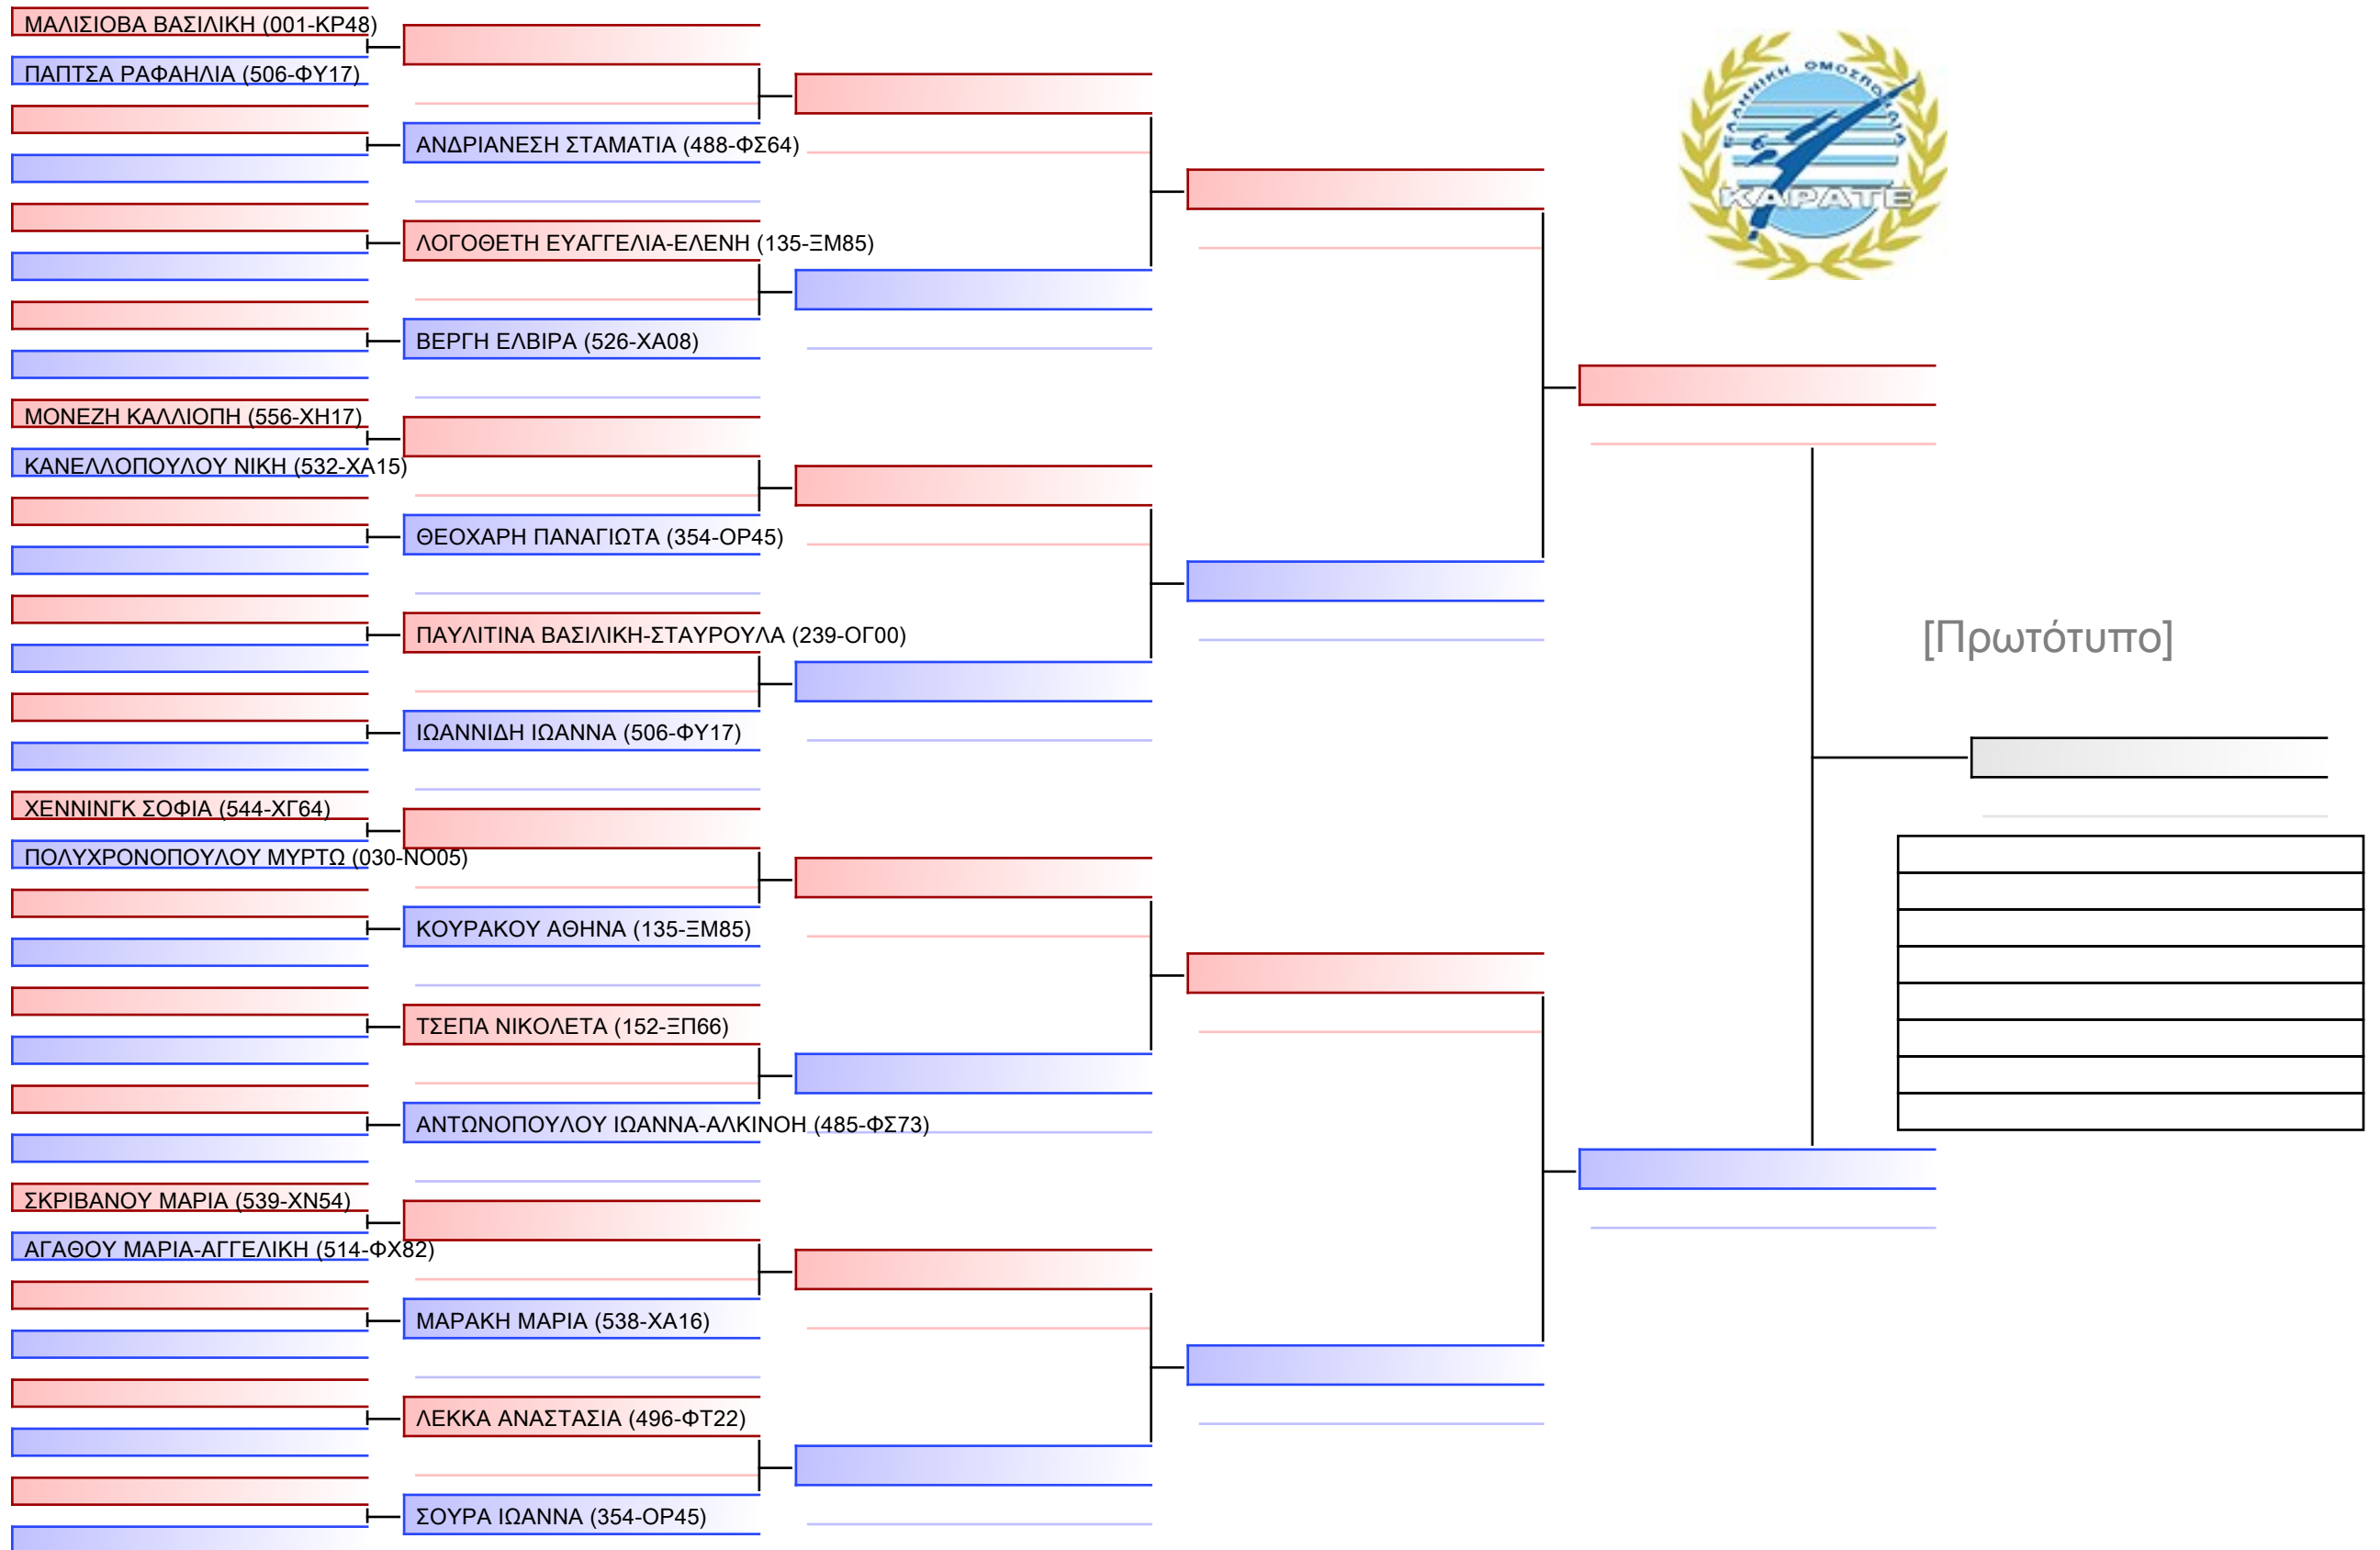 ΜΑΛΙΣΙΟΒΑ ΒΑΣΙΛΙΚΗ (001-ΚΡ48)
ΠΑΠΤΣΑ ΡΑΦΑΗΛΙΑ (506-ΦΥ17)
ΑΝΔΡΙΑΝΕΣΗ ΣΤΑΜΑΤΙΑ (488-ΦΣ64)
ΛΟΓΟΘΕΤΗ ΕΥΑΓΓΕΛΙΑ-ΕΛΕΝΗ (135-ΞΜ85)
ΒΕΡΓΗ ΕΛΒΙΡΑ (526-ΧΑ08)
ΜΟΝΕΖΗ ΚΑΛΛΙΟΠΗ (556-ΧΗ17)
ΚΑΝΕΛΛΟΠΟΥΛΟΥ ΝΙΚΗ (532-ΧΑ15)
ΘΕΟΧΑΡΗ ΠΑΝΑΓΙΩΤΑ (354-ΟΡ45)
ΠΑΥΛΙΤΙΝΑ ΒΑΣΙΛΙΚΗ-ΣΤΑΥΡΟΥΛΑ (239-ΟΓ00)
ΙΩΑΝΝΙΔΗ ΙΩΑΝΝΑ (506-ΦΥ17)
ΧΕΝΝΙΝΓΚ ΣΟΦΙΑ (544-ΧΓ64)
ΠΟΛΥΧΡΟΝΟΠΟΥΛΟΥ ΜΥΡΤΩ (030-ΝΟ05)
ΚΟΥΡΑΚΟΥ ΑΘΗΝΑ (135-ΞΜ85)
ΤΣΕΠΑ ΝΙΚΟΛΕΤΑ (152-ΞΠ66)
ΑΝΤΩΝΟΠΟΥΛΟΥ ΙΩΑΝΝΑ-ΑΛΚΙΝΟΗ (485-ΦΣ73)
ΣΚΡΙΒΑΝΟΥ ΜΑΡΙΑ (539-ΧΝ54)
ΑΓΑΘΟΥ ΜΑΡΙΑ-ΑΓΓΕΛΙΚΗ (514-ΦΧ82)
ΜΑΡΑΚΗ ΜΑΡΙΑ (538-ΧΑ16)
ΛΕΚΚΑ ΑΝΑΣΤΑΣΙΑ (496-ΦΤ22)
ΣΟΥΡΑ ΙΩΑΝΝΑ (354-ΟΡ45)
ΕΛΛΗΝΙΚΗ ΟΜΟΣΠΟΝΔΙΑ
ΚΑΡΑΤΕ
[Πρωτότυπο]